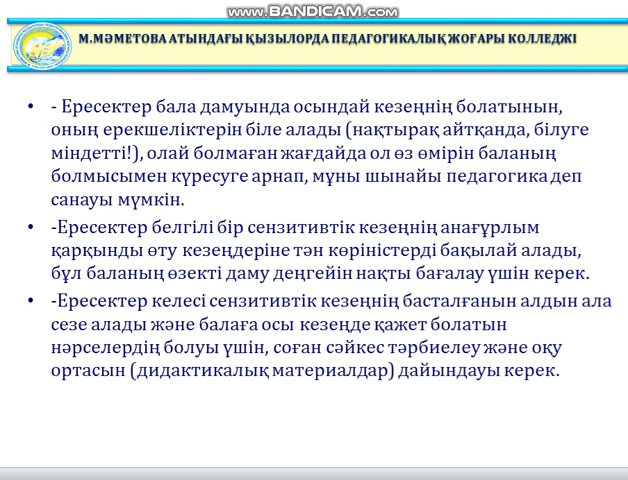 www.BANDICAM.com
М.МӘМЕТОВА АТЫНДАҒЫ ҚЫЗЫЛОРДА ПЕДАГОГИКАЛЫҚ ЖОҒАРЫ КОЛЛЕДЖІ
• - Ересектер бала дамуында осындай кезеңнің болатынын,
оның ерекшеліктерін біле алады (нақтырақ айтқанда, білуге
міндетті!), олай болмаған жағдайда ол өз өмірін баланың
болмысымен күресуге арнап, мұны шынайы педагогика деп
санауы мүмкін.
• -Ересектер белгілі бір сензитивтік кезеңнің анағұрлым
қарқынды өту кезеңдеріне тән көріністерді бақылай алады,
бұл баланың өзекті даму деңгейін нақты бағалау үшін керек.
• -Ересектер келесі сензитивтік кезеңнің басталғанын алдын ала
сезе алады және балаға осы кезеңде қажет болатын
нәрселердің болуы үшін, соған сәйкес тәрбиелеу және оқу
ортасын (дидактикалық материалдар) дайындауы керек.